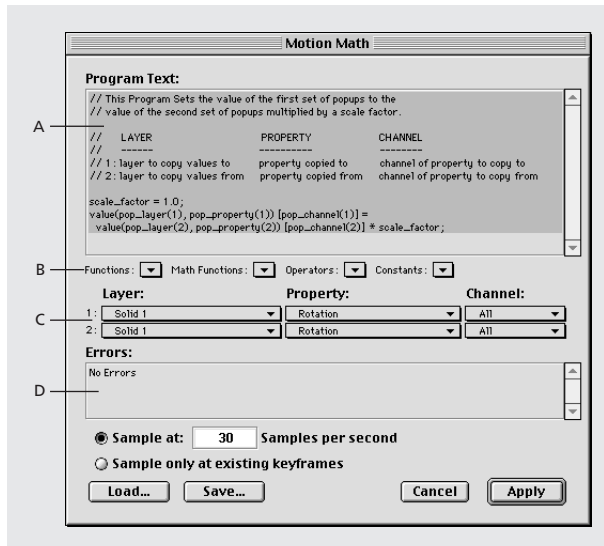 Motion Math
Program Text:
// This Program Sets the value of the first set of popups to the
// value of the second set of popups multiplied by a scale factor.
// LAYER PROPERTY CHANNEL
// ------ ---------- --------
// 1: layer to copy values to property copied to channel of property to copy to
// 2: layer to copy values from property copied from channel of property to copy from
scale_factor = 1.0;
value(pop_layer(1), pop_property(1)) [pop_channel(1)] =
value(pop_layer(2), pop_property(2)) [pop_channel(2)] * scale_factor;
A
B
Functions: Math Functions: Operators: Constants:
Layer: Property: Channel:
C
1: Solid 1 Rotation All
2: Solid 1 Rotation All
Errors:
No Errors
D
Sample at: 30 Samples per second
Sample only at existing keyframes
Load... Save... Cancel Apply